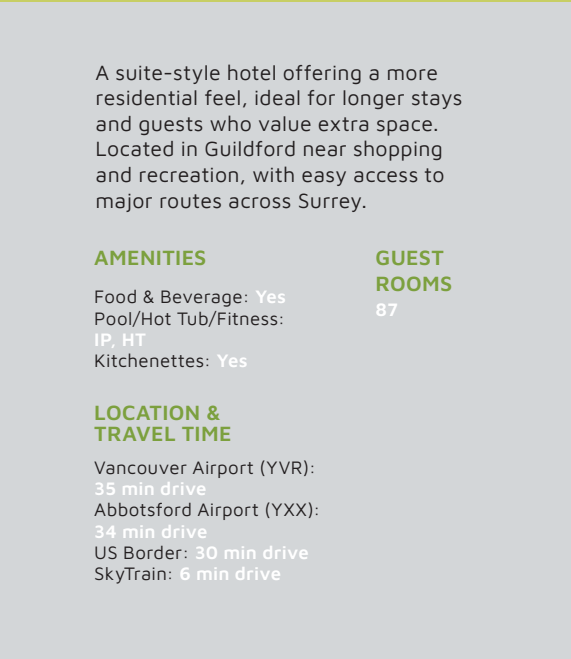 A suite-style hotel offering a more
residential feel, ideal for longer stays
and guests who value extra space.
Located in Guildford near shopping
and recreation, with easy access to
major routes across Surrey.
AMENITIES
Food & Beverage: Yes
Pool/Hot Tub/Fitness:
IP, HT
Kitchenettes: Yes
GUEST
ROOMS
87
LOCATION &
TRAVEL TIME
Vancouver Airport (YVR):
35 min drive
Abbotsford Airport (YXX):
34 min drive
US Border: 30 min drive
SkyTrain: 6 min drive